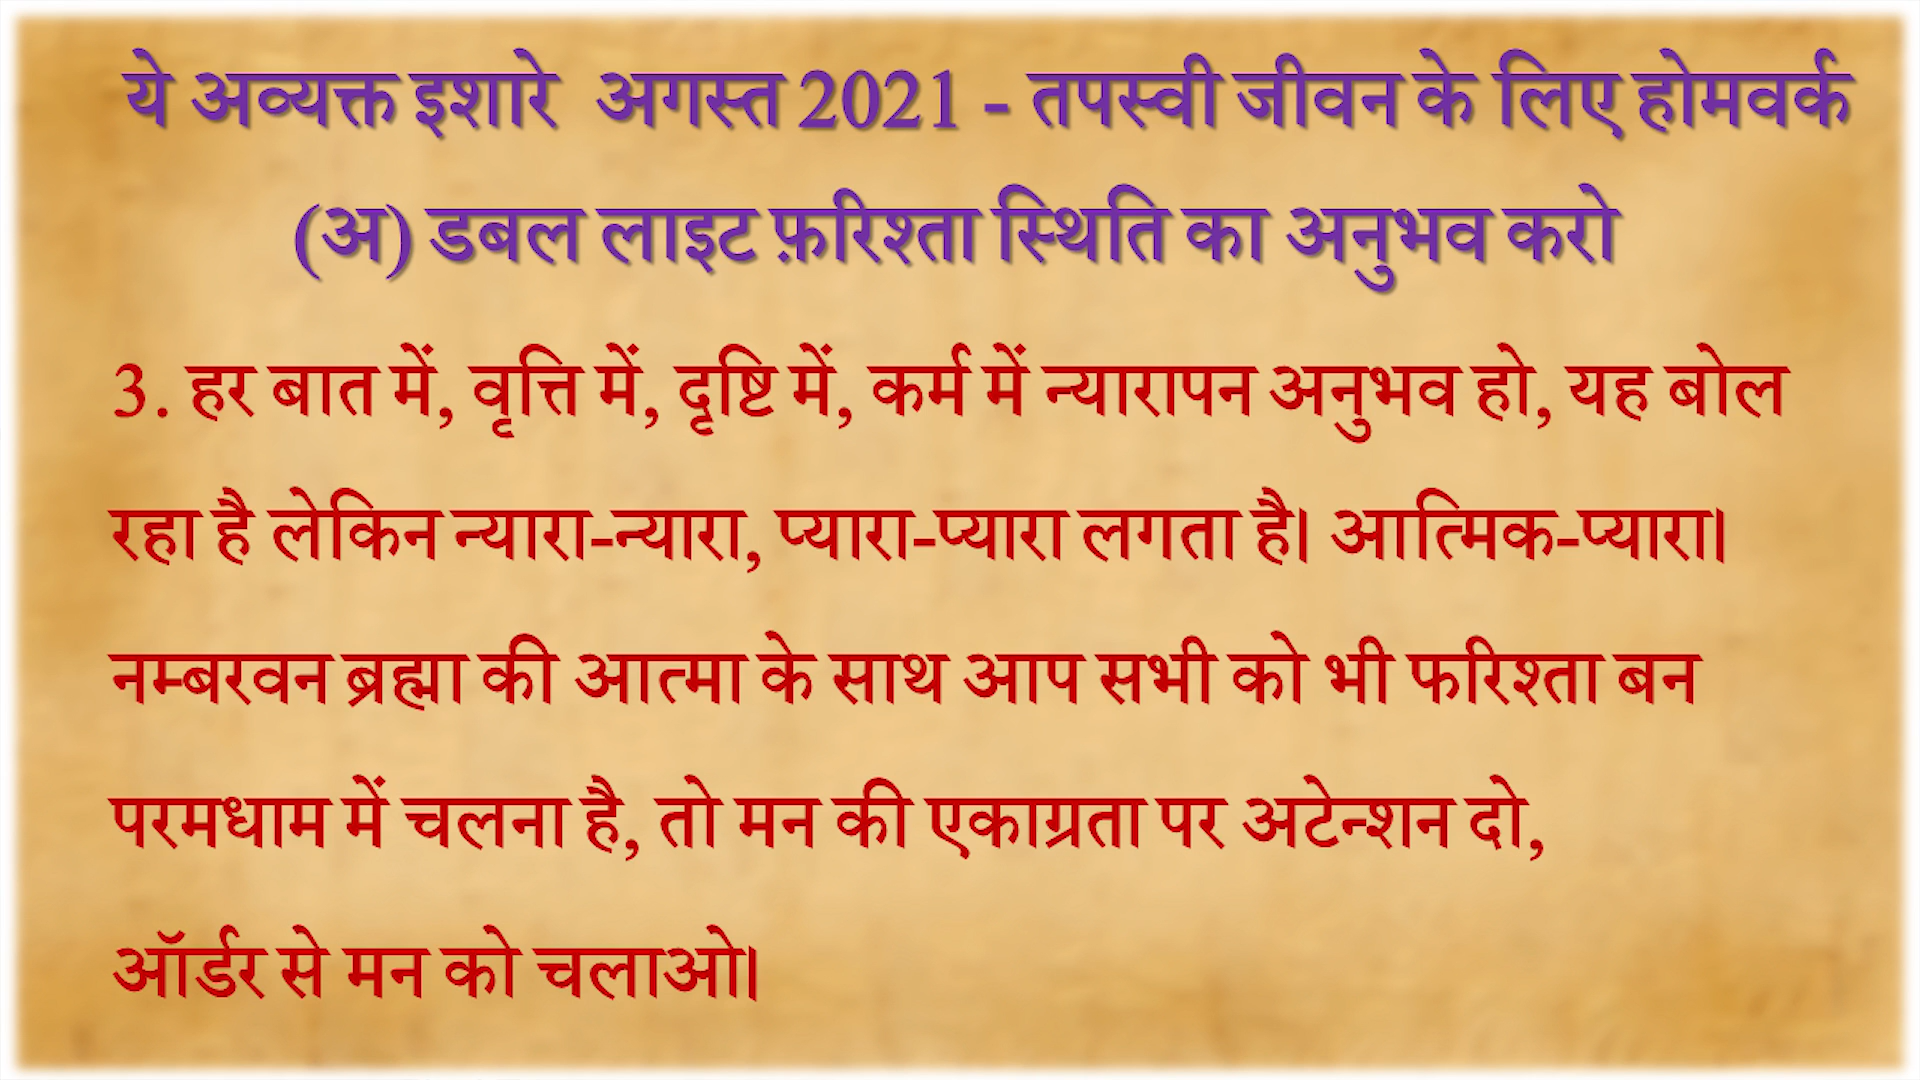 ये अव्यक्त इशारे अगस्त 2021 - तपस्वी जीवन के लिए होमवर्क
(अ) डबल लाइट फ़रिश्ता स्थिति का अनुभव करो
3. हर बात में, वृत्ति में, दृष्टि में, कर्म में न्यारापन अनुभव हो, यह बोल
रहा है लेकिन न्यारा-न्यारा, प्यारा-प्यारा लगता है। आत्मिक-प्यारा।
नम्बरवन ब्रह्मा की आत्मा के साथ आप सभी को भी फरिश्ता बन
परमधाम में चलना है, तो मन की एकाग्रता पर अटेन्शन दो,
ऑर्डर से मन को चलाओ।